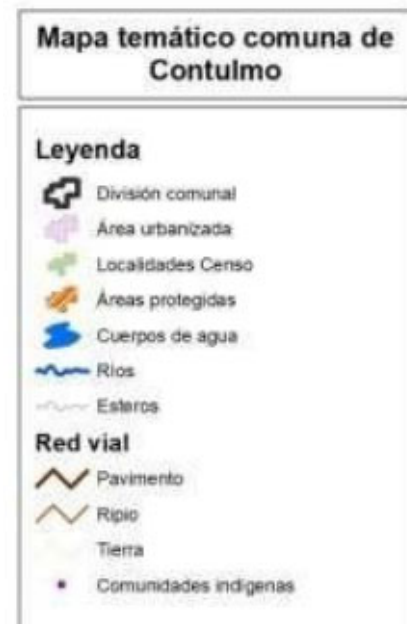 Mapa temático comuna de
Contulmo
Leyenda
División comunal
Área urbanizada
Localidades Censo
Áreas protegidas
Cuerpos de agua
Ríos
Esteros
Red vial
Pavimento
Ripio
Tierra
Comunidades indígenas